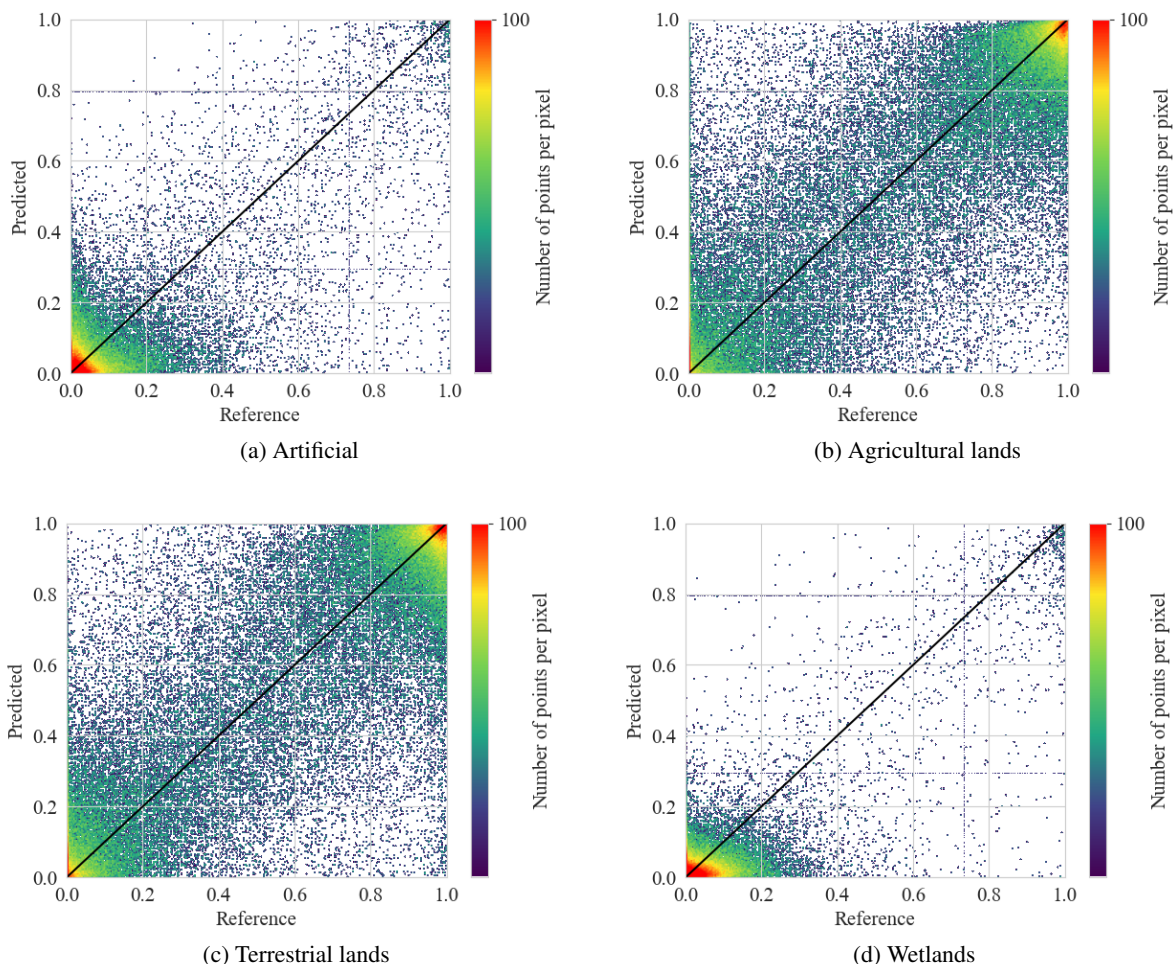 1.0
0.8
0.6
0.4
0.2
0.0
Predicted
0.0 0.2 0.4 0.6 0.8 1.0
Reference
100
Number of points per pixel
(a) Artificial
1.0
0.8
0.6
0.4
0.2
0.0
Predicted
0.0 0.2 0.4 0.6 0.8 1.0
Reference
100
Number of points per pixel
(b) Agricultural lands
1.0
0.8
0.6
0.4
0.2
0.0
Predicted
0.0 0.2 0.4 0.6 0.8 1.0
Reference
100
Number of points per pixel
(c) Terrestrial lands
1.0
0.8
0.6
0.4
0.2
0.0
Predicted
0.0 0.2 0.4 0.6 0.8 1.0
Reference
100
Number of points per pixel
(d) Wetlands